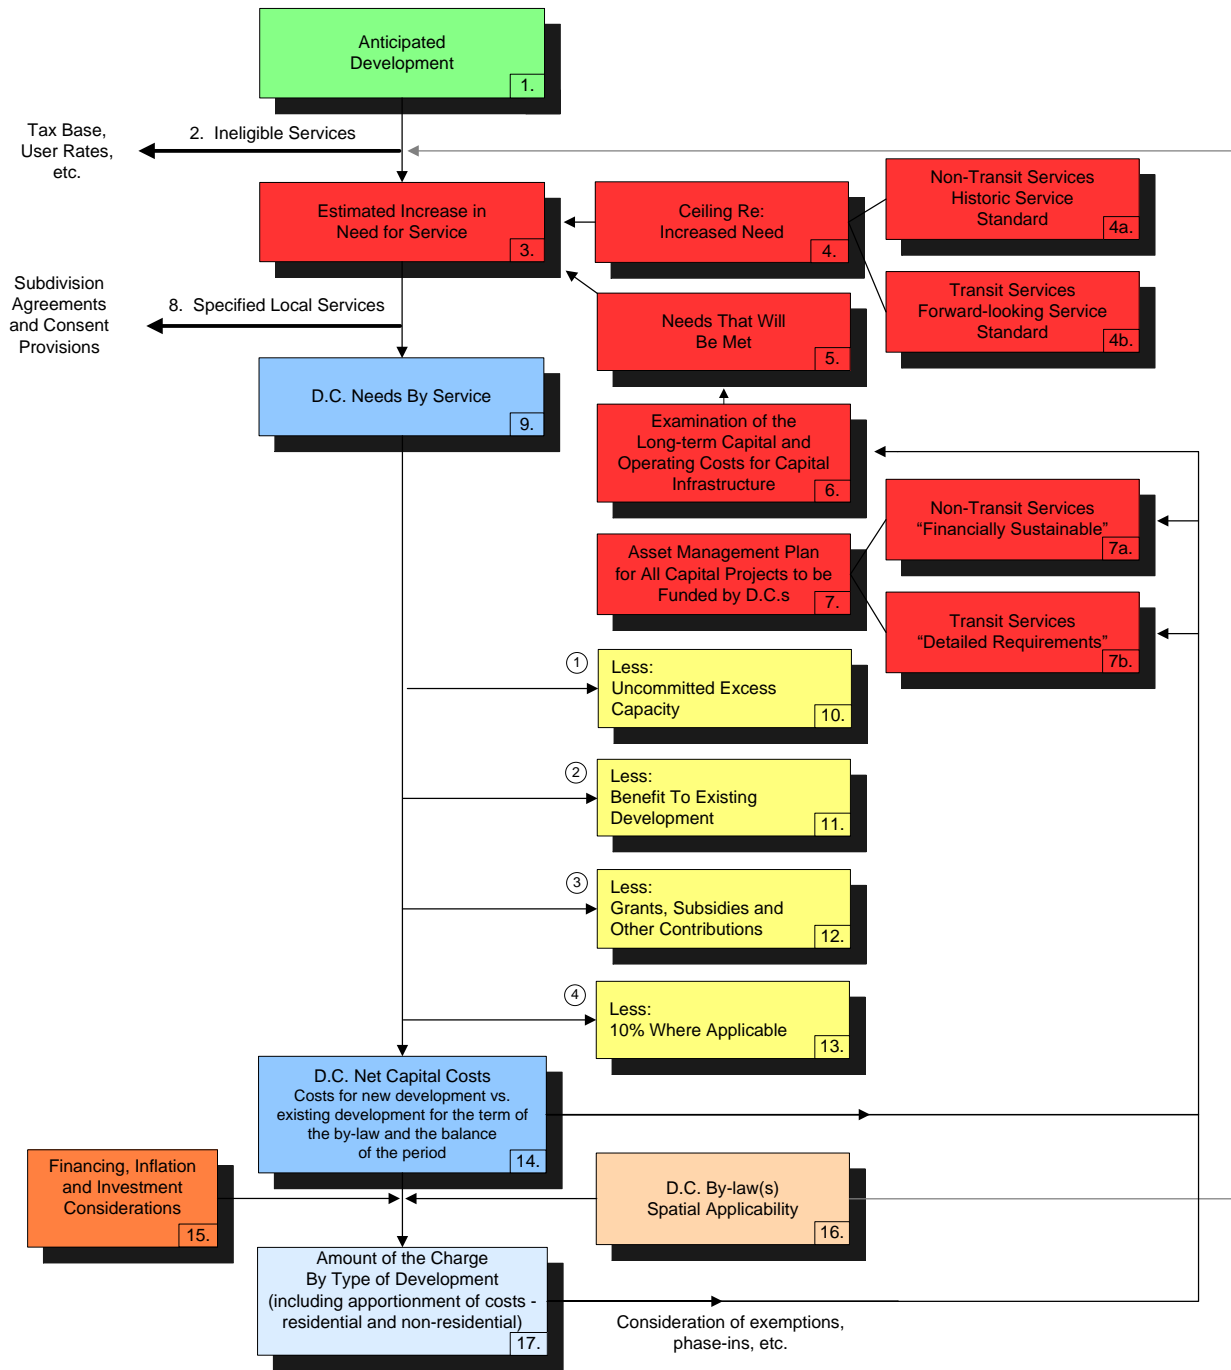 Anticipated
Development
1.
Tax Base,
User Rates,
etc.
2. Ineligible Services
Estimated Increase in
Need for Service
3.
Ceiling Re:
Increased Need
4.
Non-Transit Services
Historic Service
Standard
4a.
Transit Services
Forward-looking Service
Standard
4b.
Subdivision
Agreements
and Consent
Provisions
8. Specified Local Services
Needs That Will
Be Met
5.
D.C. Needs By Service
9.
Examination of the
Long-term Capital and
Operating Costs for Capital
Infrastructure
6.
Asset Management Plan
for All Capital Projects to be
Funded by D.C.s
7.
Non-Transit Services
“Financially Sustainable”
7a.
Transit Services
“Detailed Requirements”
7b.
1
Less:
Uncommitted Excess
Capacity
10.
2
Less:
Benefit To Existing
Development
11.
3
Less:
Grants, Subsidies and
Other Contributions
12.
4
Less:
10% Where Applicable
13.
D.C. Net Capital Costs
Costs for new development vs.
existing development for the term of
the by-law and the balance
of the period
14.
Financing, Inflation
and Investment
Considerations
15.
D.C. By-law(s)
Spatial Applicability
16.
Amount of the Charge
By Type of Development
(including apportionment of costs -
residential and non-residential)
17.
Consideration of exemptions,
phase-ins, etc.